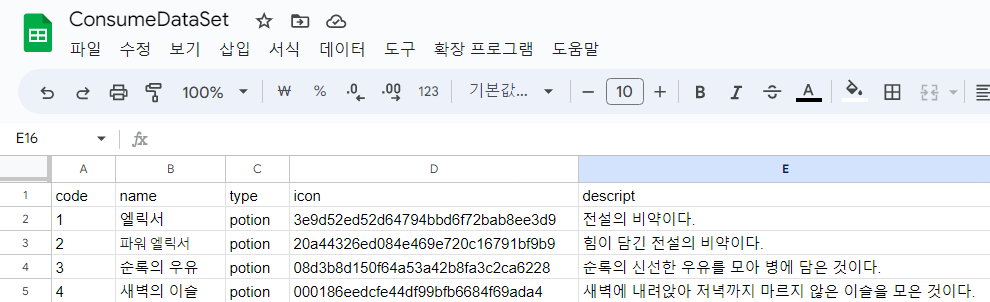 ConsumeDataSet
파일 수정 보기 삽입 서식 데이터 도구 확장 프로그램 도움말
100% ₩ % .0 .00 123 기본값... 10 B I S A
E16 fx
A B C D E
1 code name type icon descript
2 1 엘릭서 potion 3e9d52ed52d64794bbd6f72bab8ee3d9 전설의 비약이다.
3 2 파워 엘릭서 potion 20a44326ed084e469e720c16791bf9b9 힘이 담긴 전설의 비약이다.
4 3 순록의 우유 potion 08d3b8d150f64a53a42b8fa3c2ca6228 순록의 신선한 우유를 모아 병에 담은 것이다.
5 4 새벽의 이슬 potion 000186eedcfe44df99bfb6684f69ada4 새벽에 내려앉아 저녁까지 마르지 않은 이슬을 모은 것이다.